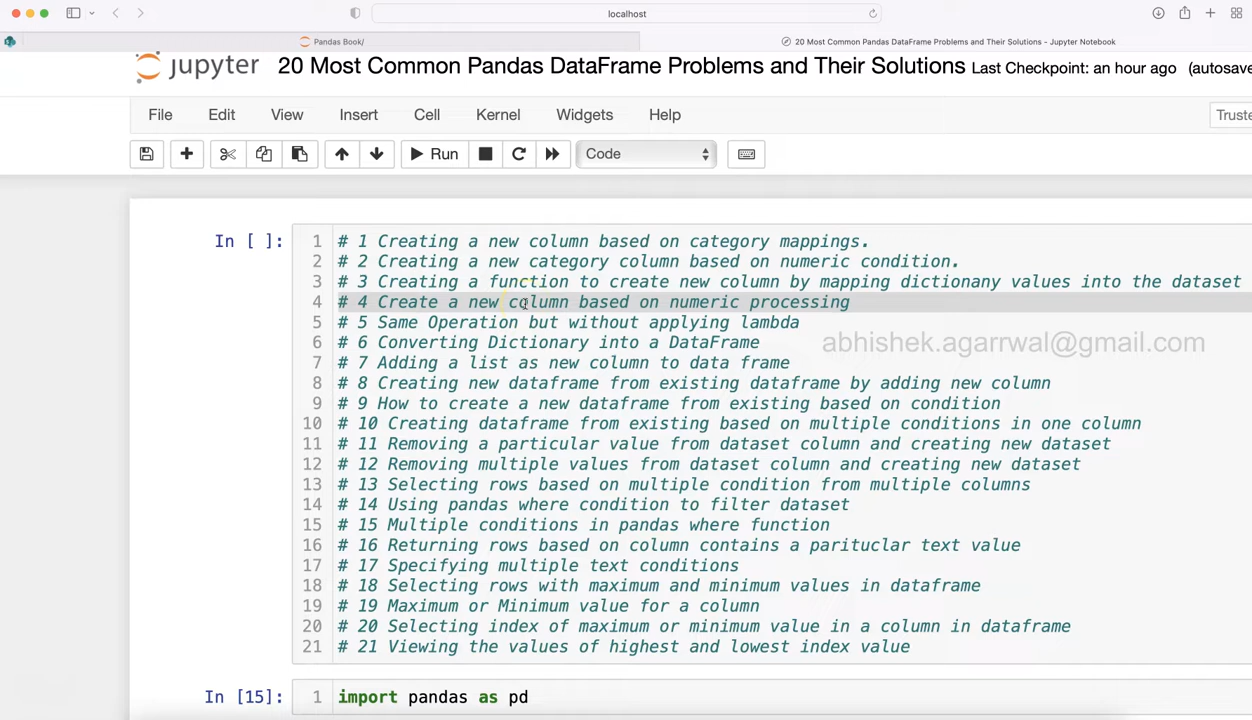 localhost
Pandas Book/
20 Most Common Pandas DataFrame Problems and Their Solutions - Jupyter Notebook
jupyter 20 Most Common Pandas DataFrame Problems and Their Solutions Last Checkpoint: an hour ago (autosave
File Edit View Insert Cell Kernel Widgets Help
Truste
Run Code
In [ ]:
1 # 1 Creating a new column based on category mappings.
2 # 2 Creating a new category column based on numeric condition.
3 # 3 Creating a function to create new column by mapping dictionary values into the dataset
4 # 4 Create a new column based on numeric processing
5 # 5 Same Operation but without applying lambda
6 # 6 Converting Dictionary into a DataFrame
abhishek.agarrwal@gmail.com
7 # 7 Adding a list as new column to data frame
8 # 8 Creating new dataframe from existing dataframe by adding new column
9 # 9 How to create a new dataframe from existing based on condition
10 # 10 Creating dataframe from existing based on multiple conditions in one column
11 # 11 Removing a particular value from dataset column and creating new dataset
12 # 12 Removing multiple values from dataset column and creating new dataset
13 # 13 Selecting rows based on multiple condition from multiple columns
14 # 14 Using pandas where condition to filter dataset
15 # 15 Multiple conditions in pandas where function
16 # 16 Returning rows based on column contains a parituclar text value
17 # 17 Specifying multiple text conditions
18 # 18 Selecting rows with maximum and minimum values in dataframe
19 # 19 Maximum or Minimum value for a column
20 # 20 Selecting index of maximum or minimum value in a column in dataframe
21 # 21 Viewing the values of highest and lowest index value
In [15]: 1 import pandas as pd